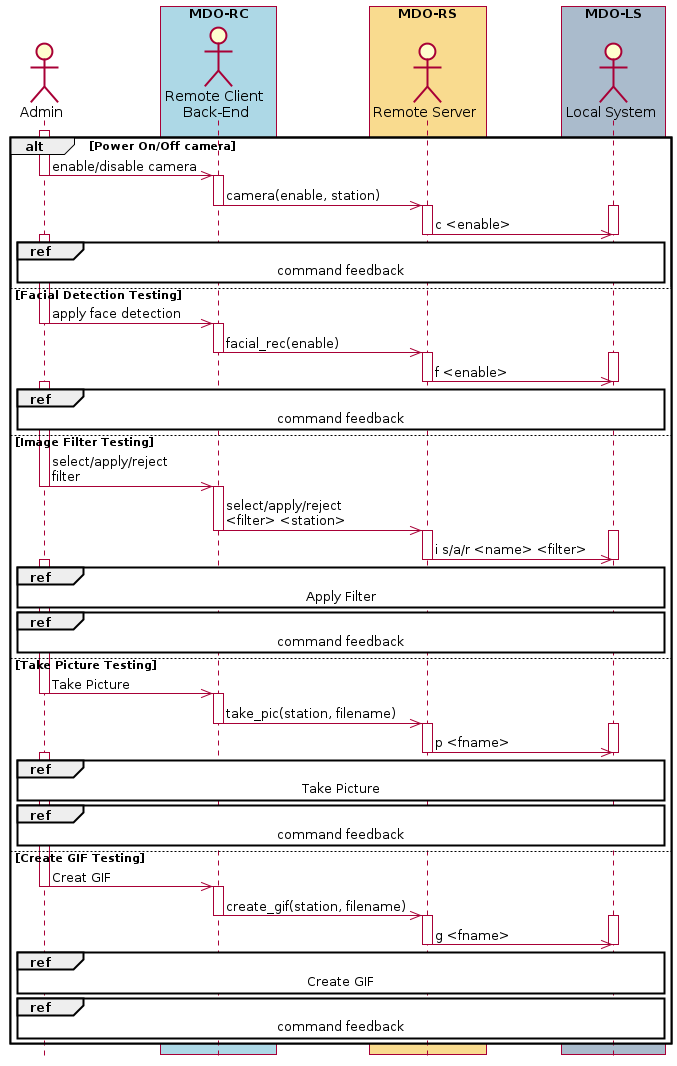 MDO-RC
MDO-RS
MDO-LS
Admin
Remote Client
Back-End
Remote Server
Local System
alt
[Power On/Off camera]
enable/disable camera
camera(enable, station)
c <enable>
ref
command feedback
[Facial Detection Testing]
apply face detection
facial_rec(enable)
f <enable>
ref
command feedback
[Image Filter Testing]
select/apply/reject
filter
select/apply/reject
<filter> <station>
i s/a/r <name> <filter>
ref
Apply Filter
ref
command feedback
[Take Picture Testing]
Take Picture
take_pic(station, filename)
p <fname>
ref
Take Picture
ref
command feedback
[Create GIF Testing]
Creat GIF
create_gif(station, filename)
g <fname>
ref
Create GIF
ref
command feedback